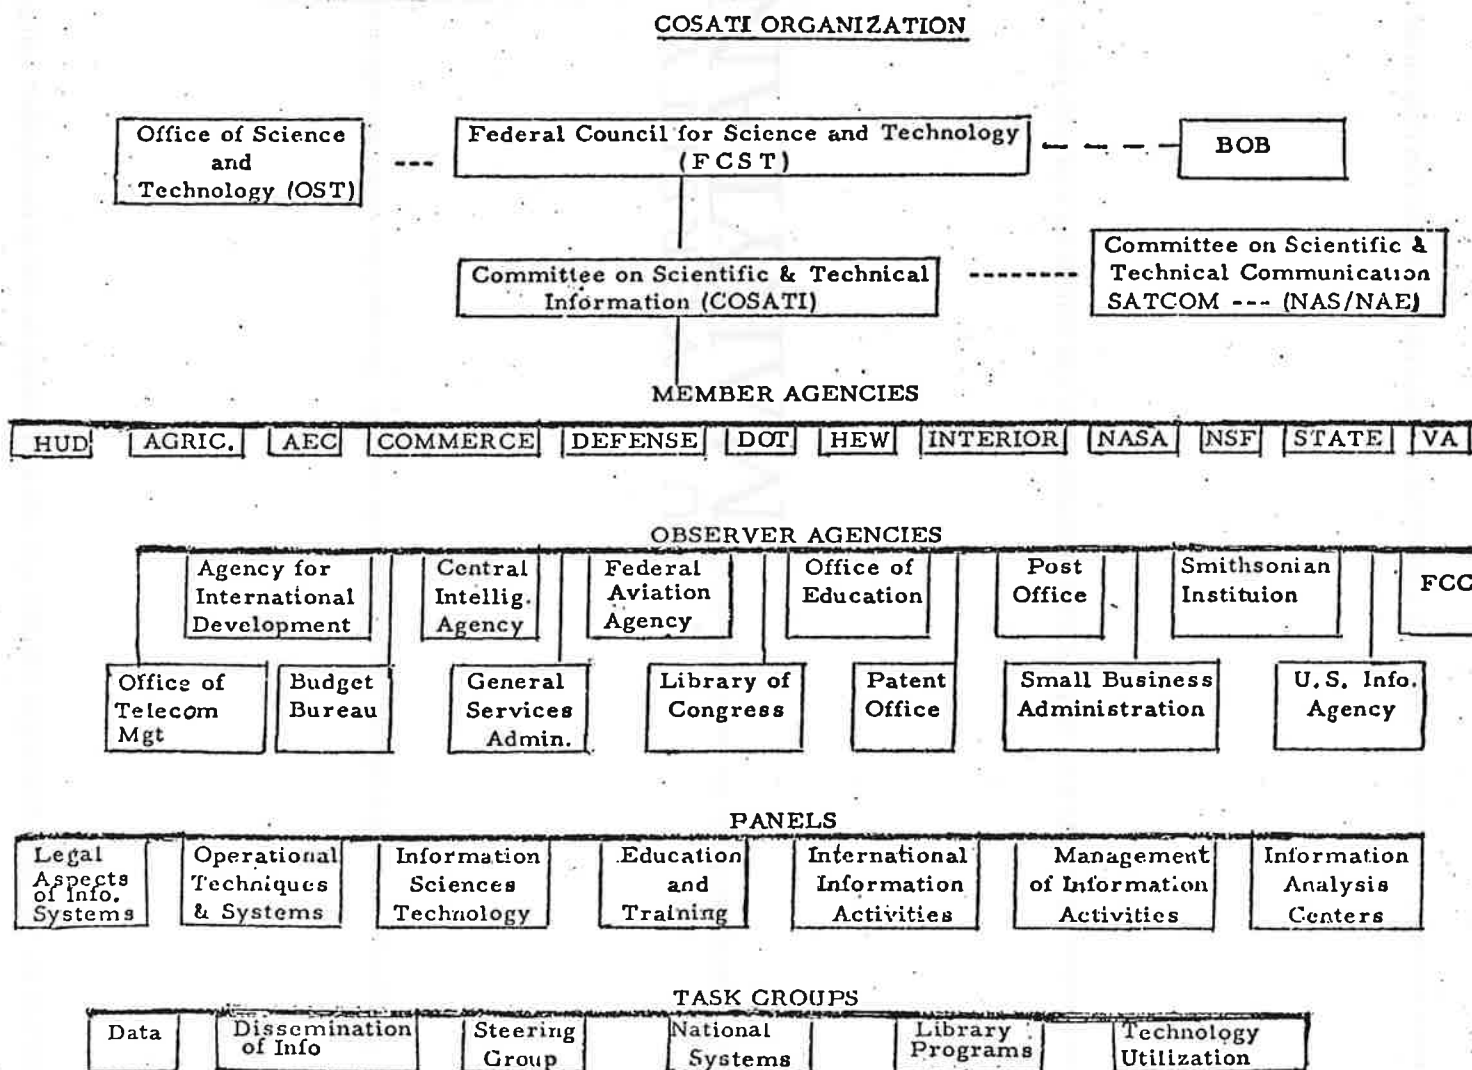 COSATI ORGANIZATION
Office of Science
and
Technology (OST)
Federal Council for Science and Technology
(FCST)
BOB
Committee on Scientific & Technical
Information (COSATI)
Committee on Scientific &
Technical Communication
SATCOM --- (NAS/NAE)
MEMBER AGENCIES
HUD
AGRIC.
AEC
COMMERCE
DEFENSE
DOT
HEW
INTERIOR
NASA
NSF
STATE
VA
OBSERVER AGENCIES
Agency for
International
Development
Central
Intellig.
Agency
Federal
Aviation
Agency
Office of
Education
Post
Office
Smithsonian
Instituion
FCC
Office of
Telecom
Mgt
Budget
Bureau
General
Services
Admin.
Library of
Congress
Patent
Office
Small Business
Administration
U.S. Info.
Agency
PANELS
Legal
Aspects
of Info.
Systems
Operational
Techniques
& Systems
Information
Sciences
Technology
Education
and
Training
International
Information
Activities
Management
of Information
Activities
Information
Analysis
Centers
TASK GROUPS
Data
Dissemination
of Info
Steering
Group
National
Systems
Library
Programs
Technology
Utilization